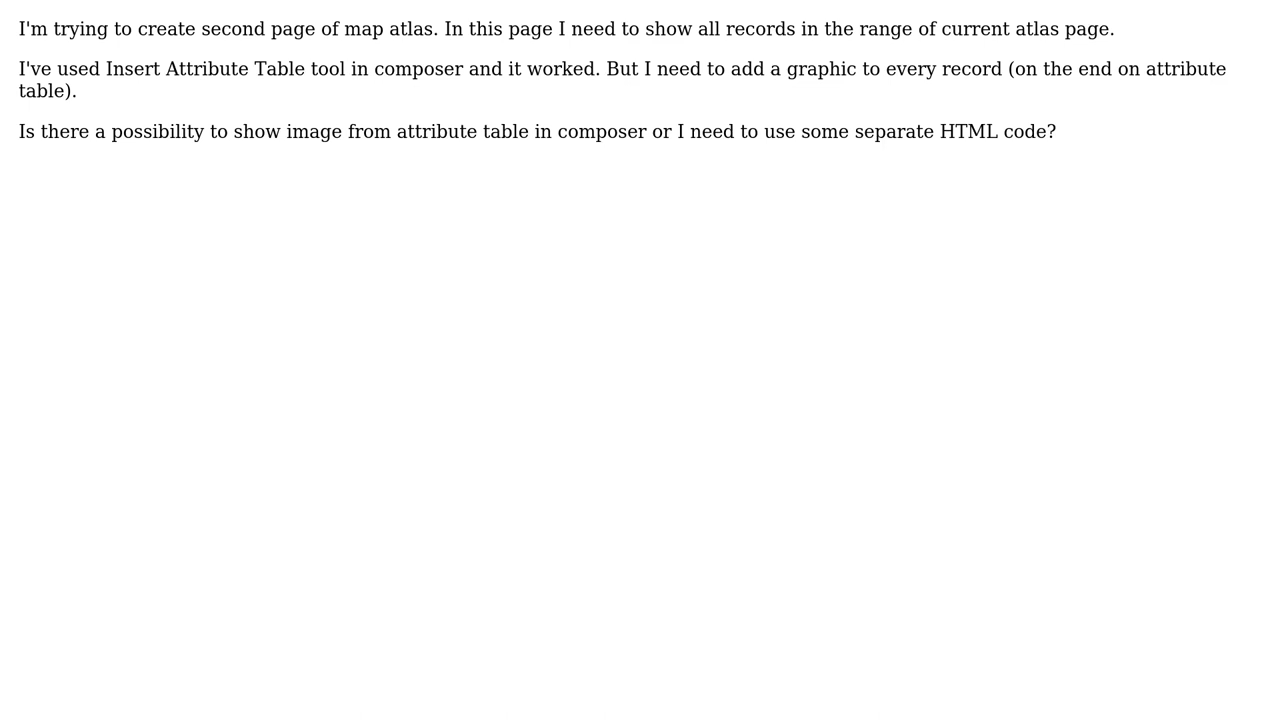 I'm trying to create second page of map atlas. In this page I need to show all records in the range of current atlas page.
I've used Insert Attribute Table tool in composer and it worked. But I need to add a graphic to every record (on the end on attribute
table).
Is there a possibility to show image from attribute table in composer or I need to use some separate HTML code?